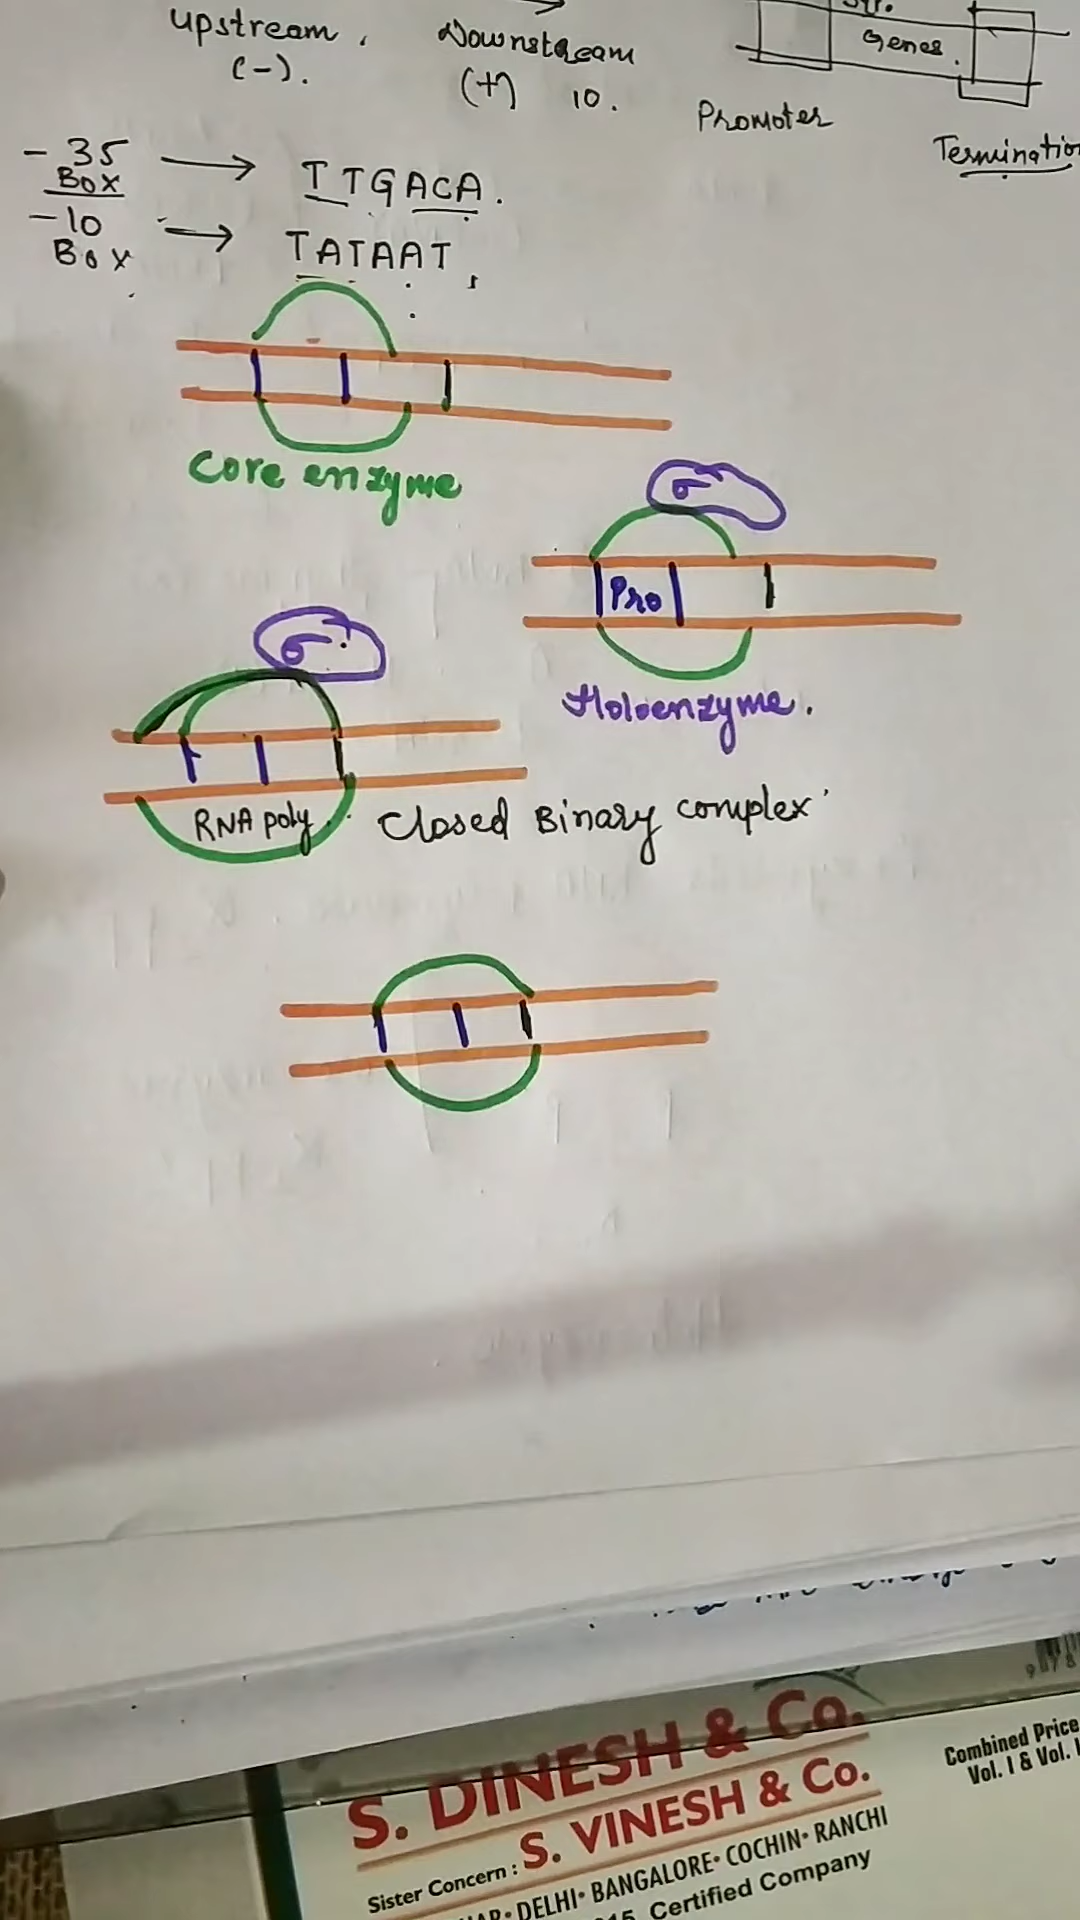 upstream, Downstream
(-). (+) 10.
Genes.
Promoter
Termination
- 35 Box → TTGACA.
-10 Box → TATAAT,
Core enzyme
σ
Pro
Holoenzyme.
σ
RNA poly
Closed Binary complex
S. DINESH & Co.
Sister Concern : S. VINESH & Co.
DELHI• BANGALORE• COCHIN• RANCHI
Certified Company
Combined Price
Vol. I & Vol. I